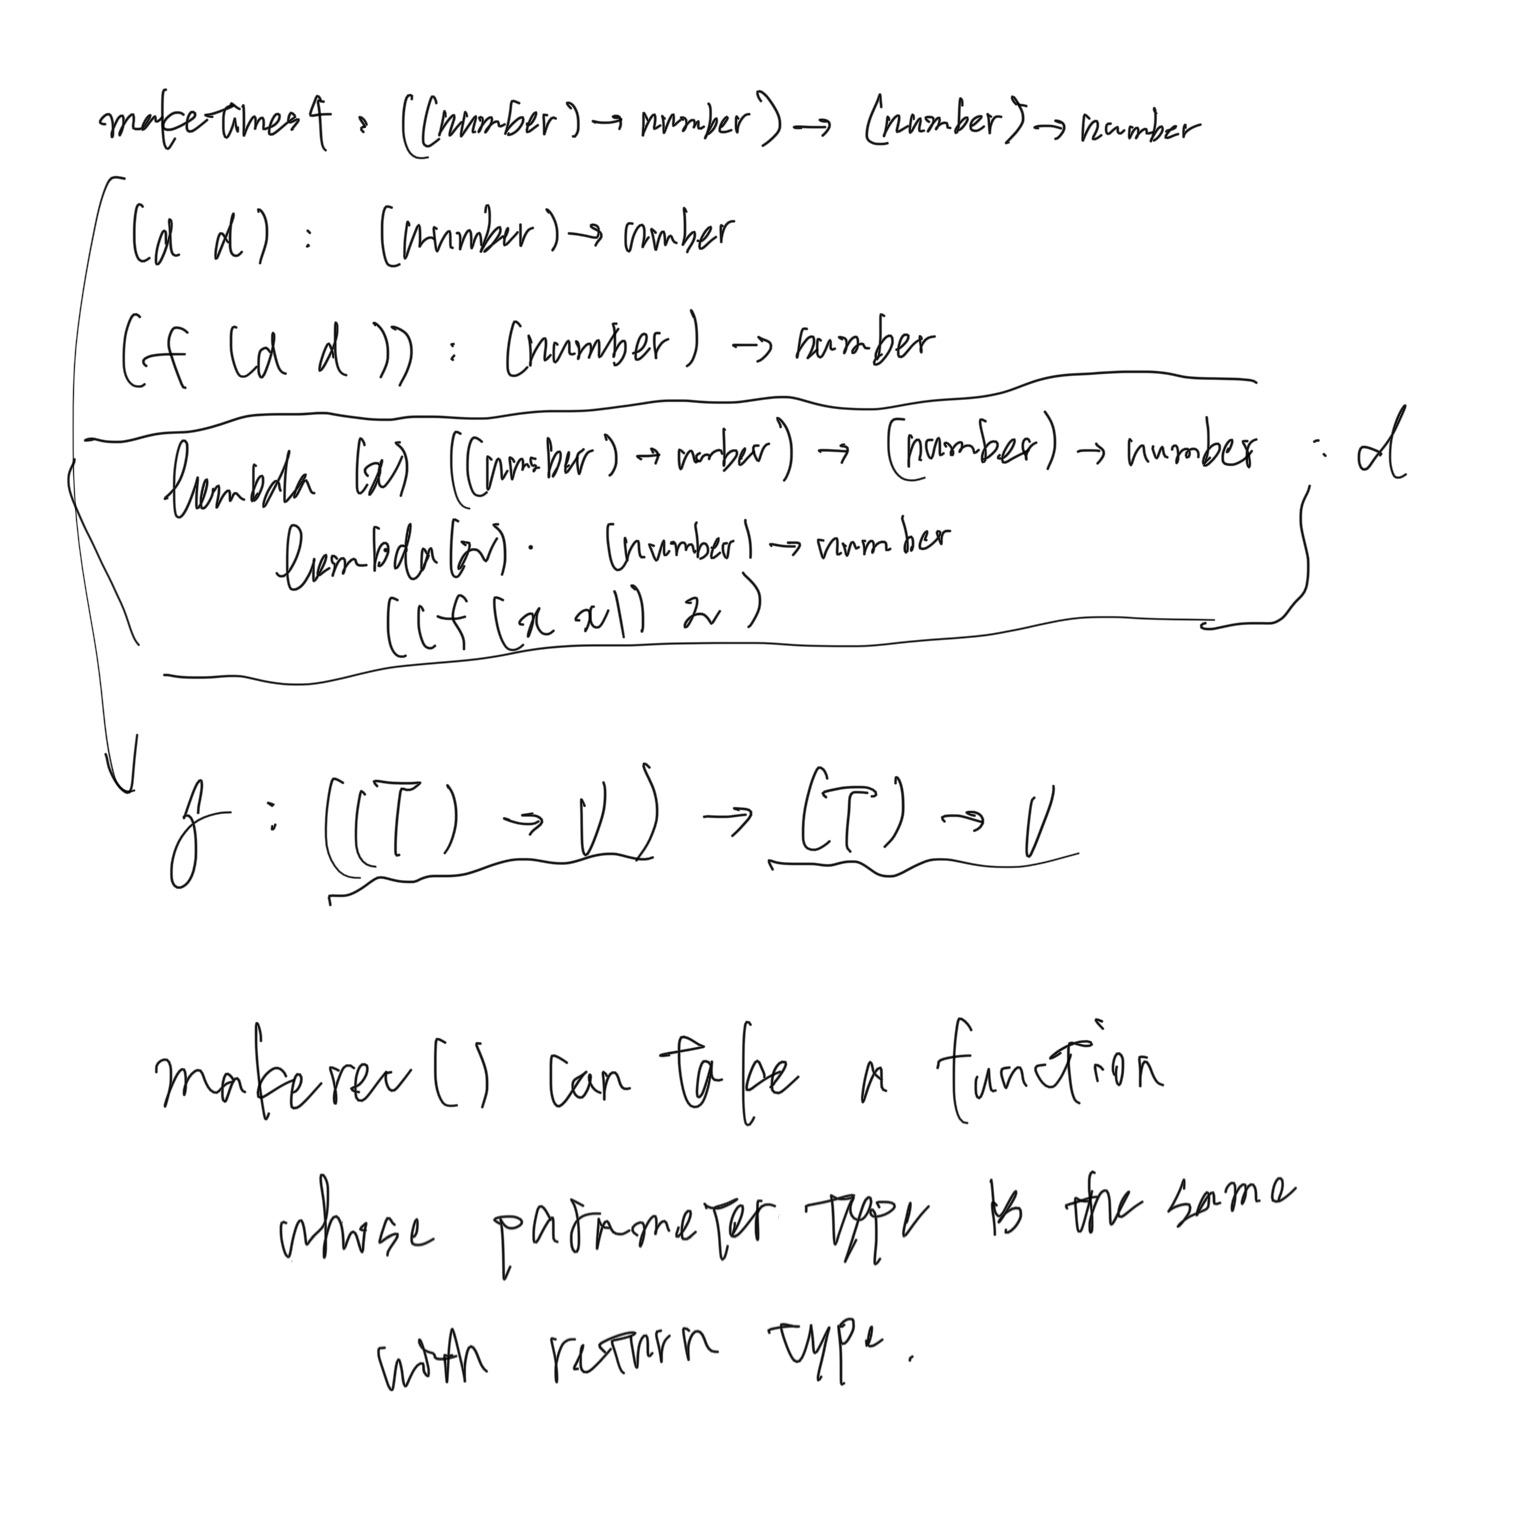 make-times4 : ((number) → number) → (number) → number
(d d) : (number) → number
(f (d d)) : (number) → number
lambda (x) ((number) → number) → (number) → number : d
lambda (z) . (number) → number
((f (x x)) z)
f : ((T) → V) → (T) → V
makerec () can take a function
whose parameter type is the same
with return type.